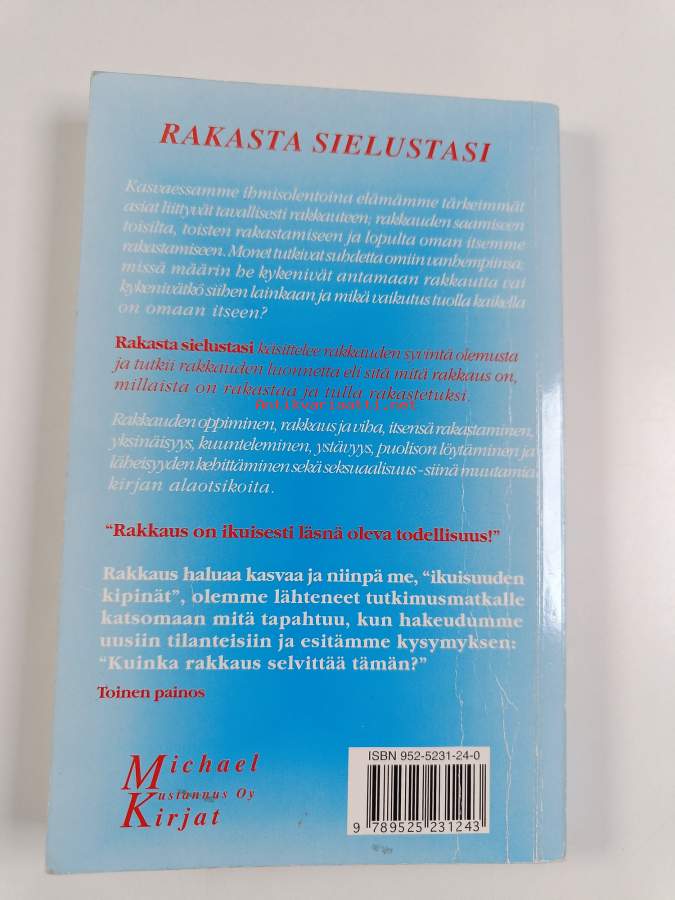 RAKASTA SIELUSTASI
Kasvaessamme ihmisolentoina elämämme tärkeimmät
asiat liittyvät tavallisesti rakkauteen; rakkauden saamiseen
toisilta, toisten rakastamiseen ja lopulta oman itsemme
rakastamiseen. Monet tutkivat suhdetta omiin vanhempiinsa;
missä määrin he kykenivät antamaan rakkautta vai
kykenivätkö siihen lainkaan ja mikä vaikutus tuolla kaikella
on omaan itseen?
Rakasta sielustasi käsittelee rakkauden syvintä olemusta
ja tutkii rakkauden luonnetta eli sitä mitä rakkaus on,
millaista on rakastaa ja tulla rakastetuksi.
Antikvariaatti.net
Rakkauden oppiminen, rakkaus ja viha, itsensä rakastaminen,
yksinäisyys, kuunteleminen, ystävyys, puolison löytäminen ja
läheisyyden kehittäminen sekä seksuaalisuus - siinä muutamia
kirjan alaotsikoita.
“Rakkaus on ikuisesti läsnä oleva todellisuus!”
Rakkaus haluaa kasvaa ja niinpä me, “ikuisuuden
kipinät”, olemme lähteneet tutkimusmatkalle
katsomaan mitä tapahtuu, kun hakeudumme
uusiin tilanteisiin ja esitämme kysymyksen:
“Kuinka rakkaus selvittää tämän?”
Toinen painos
Michael
Kustannus Oy
Kirjat
ISBN 952-5231-24-0
9 789525 231243